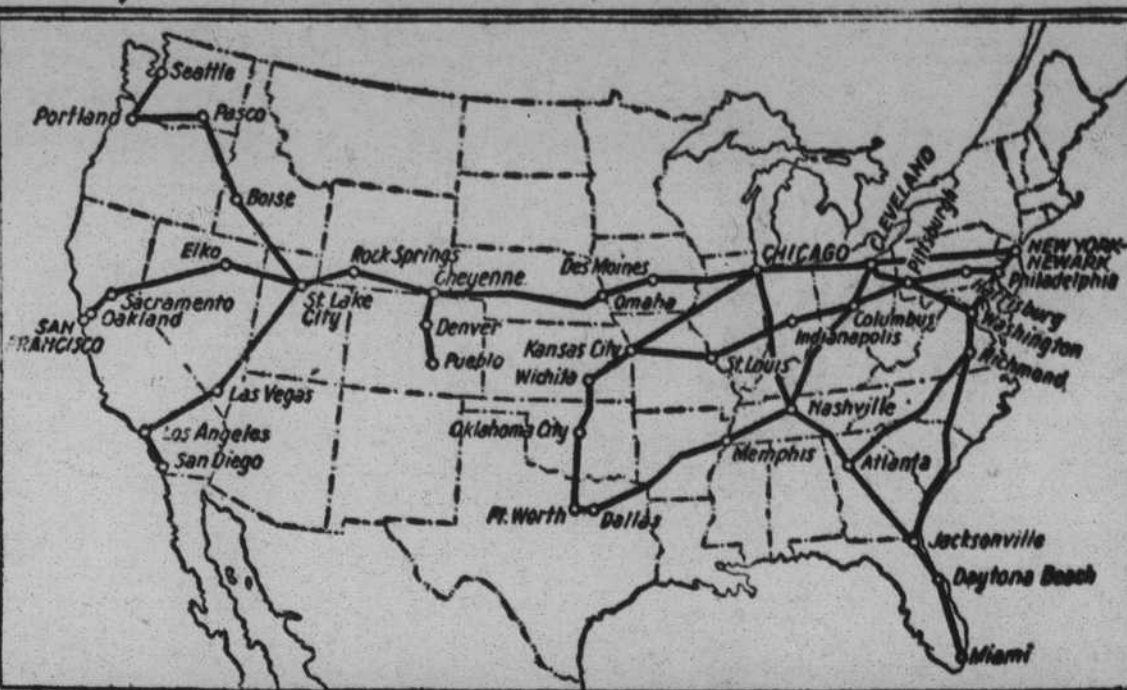 Seattle
Portland
Pasco
Boise
Elko
Rock Springs
Cheyenne
Des Moines
CHICAGO
CLEVELAND
Pittsburgh
NEW YORK-
NEWARK
Philadelphia
Harrisburg
Washington
Richmond
Sacramento
Oakland
SAN
FRANCISCO
St. Lake
City
Omaha
Denver
Pueblo
Kansas City
St. Louis
Indianapolis
Columbus
Wichita
Las Vegas
Los Angeles
San Diego
Oklahoma City
Nashville
Memphis
Atlanta
Ft. Worth
Dallas
Jacksonville
Daytona Beach
Miami